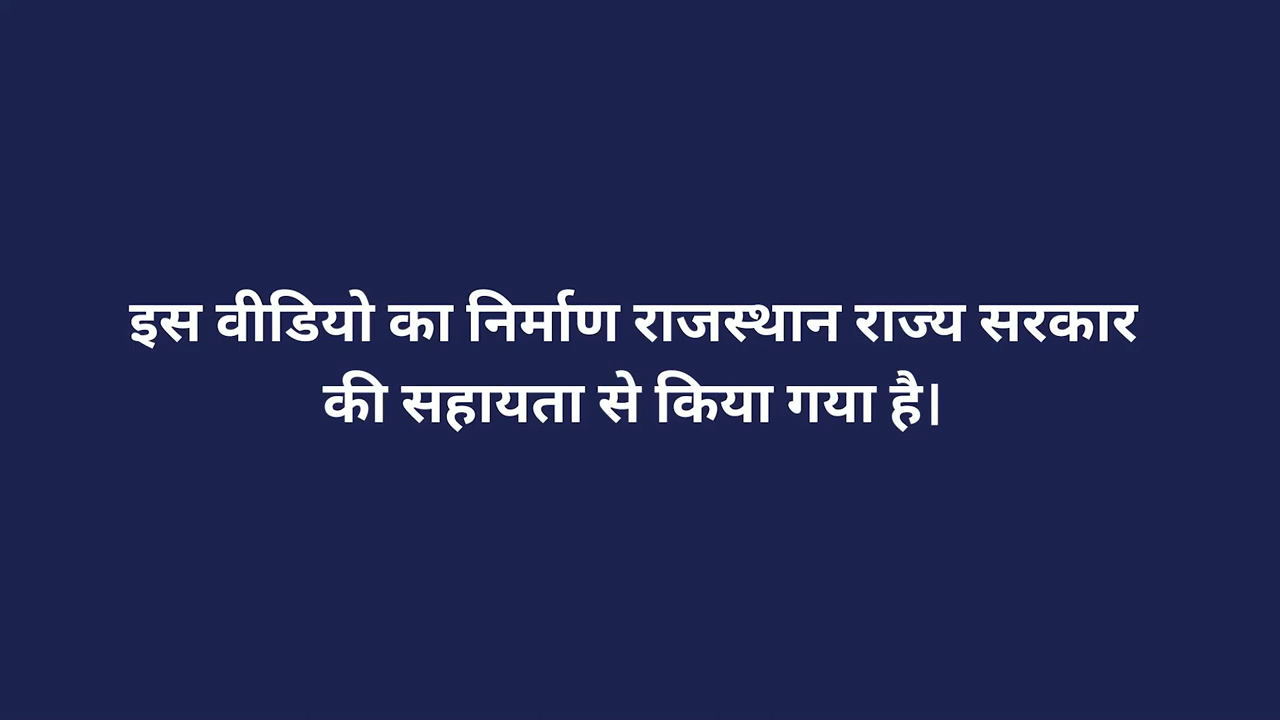 इस वीडियो का निर्माण राजस्थान राज्य सरकार
की सहायता से किया गया है।